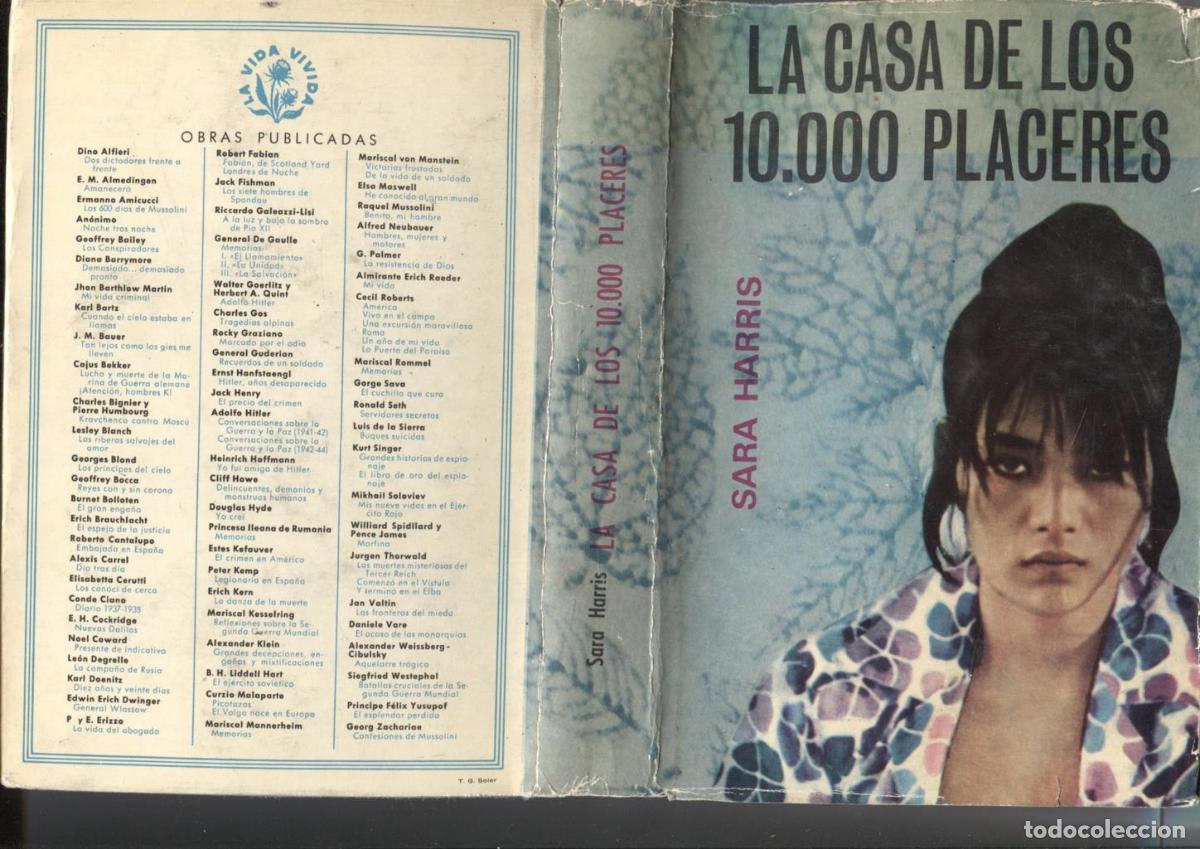 LA VIDA VIVIDA
OBRAS PUBLICADAS
Dino Alfieri
Dos dictadores frente a
frente
E. M. Almedingen
Amanecerá
Ermanno Amicucci
Los 600 días de Mussolini
Anónimo
Noche tras noche
Geoffrey Bailey
Los Conspiradores
Diana Barrymore
Demasiado... demasiado
pronto
Jhon Barthlow Martin
Mi vida criminal
Karl Bartz
Cuando el cielo estaba en
llamas
J. M. Bauer
Tan lejos como los pies me
lleven
Cajus Bekker
Lucha y muerte de la Ma-
rina de Guerra alemana
¡Atención, hombres K!
Charles Bignier y
Pierre Humbourg
Kravchenco contra Moscú
Lesley Blanch
Las riberas salvajes del
amor
Georges Blond
Los príncipes del cielo
Geoffrey Bocca
Reyes con y sin corona
Burnet Bolloten
El gran engaño
Erich Brauchlacht
El espejo de la justicia
Roberto Cantalupo
Embajada en España
Alexis Carrel
Día tras día
Elisabetta Cerutti
Los conocí de cerca
Conde Ciano
Diario 1937-1938
E. H. Cockridge
Nuevas Dalilas
Noel Coward
Presente de indicativo
León Degrelle
La campaña de Rusia
Karl Doenitz
Diez años y veinte días
Edwin Erich Dwinger
General Wlassow
P y E. Erizzo
La vida del abogado
Robert Fabian
Fabián, de Scotland Yard
Londres de Noche
Jack Fishman
Los siete hombres de
Spandau
Riccardo Galeazzi-Lisi
A la luz y bajo la sombra
de Pío XII
General De Gaulle
Memorias:
I. «El Llamamiento»
II. «La Unidad»
III. «La Salvación»
Walter Goerlitz y
Herbert A. Quint
Adolfo Hitler
Charles Gos
Tragedias alpinas
Rocky Graziano
Marcado por el odio
General Guderian
Recuerdos de un soldado
Ernst Hanfstaengl
Hitler, años desaparecido
Jack Henry
El precio del crimen
Adolfo Hitler
Conversaciones sobre la
Guerra y la Paz (1941-42)
Conversaciones sobre la
Guerra y la Paz (1942-44)
Heinrich Hoffmann
Yo fui amigo de Hitler
Cliff Howe
Delincuentes, demonios y
monstruos humanos
Douglas Hyde
Yo creí
Princesa Ileana de Rumania
Memorias
Estes Kefauver
El crimen en América
Peter Kemp
Legionario en España
Erich Kern
La danza de la muerte
Mariscal Kesselring
Reflexiones sobre la Se-
gunda Guerra Mundial
Alexander Klein
Grandes decepciones, en-
gaños y mixtificaciones
B. H. Liddell Hart
El ejército soviético
Curzio Malaparte
Picotazos
El Volga nace en Europa
Mariscal Mannerheim
Memorias
Mariscal von Manstein
Victorias frustadas
De la vida de un soldado
Elsa Maxwell
He conocido al gran mundo
Raquel Mussolini
Benito, mi hombre
Alfred Neubauer
Hombres, mujeres y
motores
G. Palmer
La resistencia de Dios
Almirante Erich Raeder
Mi vida
Cecil Roberts
América
Vivo en el campo
Una excursión maravillosa
Roma
Un año de mi vida
La Puerta del Paraíso
Mariscal Rommel
Memorias
Gorge Sava
El cuchillo que cura
Ronald Seth
Servidores secretos
Luis de la Sierra
Buques suicidas
Kurt Singer
Grandes historias de espio-
naje
El libro de oro del espio-
naje
Mikhail Soloviev
Mis nueve vidas en el Ejér-
cito Rojo
Williard Spidllard y
Pence James
Morfina
Jurgen Thorwald
Las muertes misteriosas del
Tercer Reich
Comenzó en el Vístula
Y terminó en el Elba
Jan Valtin
Las fronteras del miedo
Daniele Vare
El ocaso de las monarquías
Alexander Weissberg-
Cibulsky
Aquelarre trágico
Siegfried Westephal
Batallas cruciales de la Se-
gunda Guerra Mundial
Príncipe Félix Yusupof
El esplendor perdido
Georg Zachariae
Confesiones de Mussolini
T. G. Soler
Sara Harris LA CASA DE LOS 10.000 PLACERES
LA CASA DE LOS
10.000 PLACERES
SARA HARRIS
todocoleccion